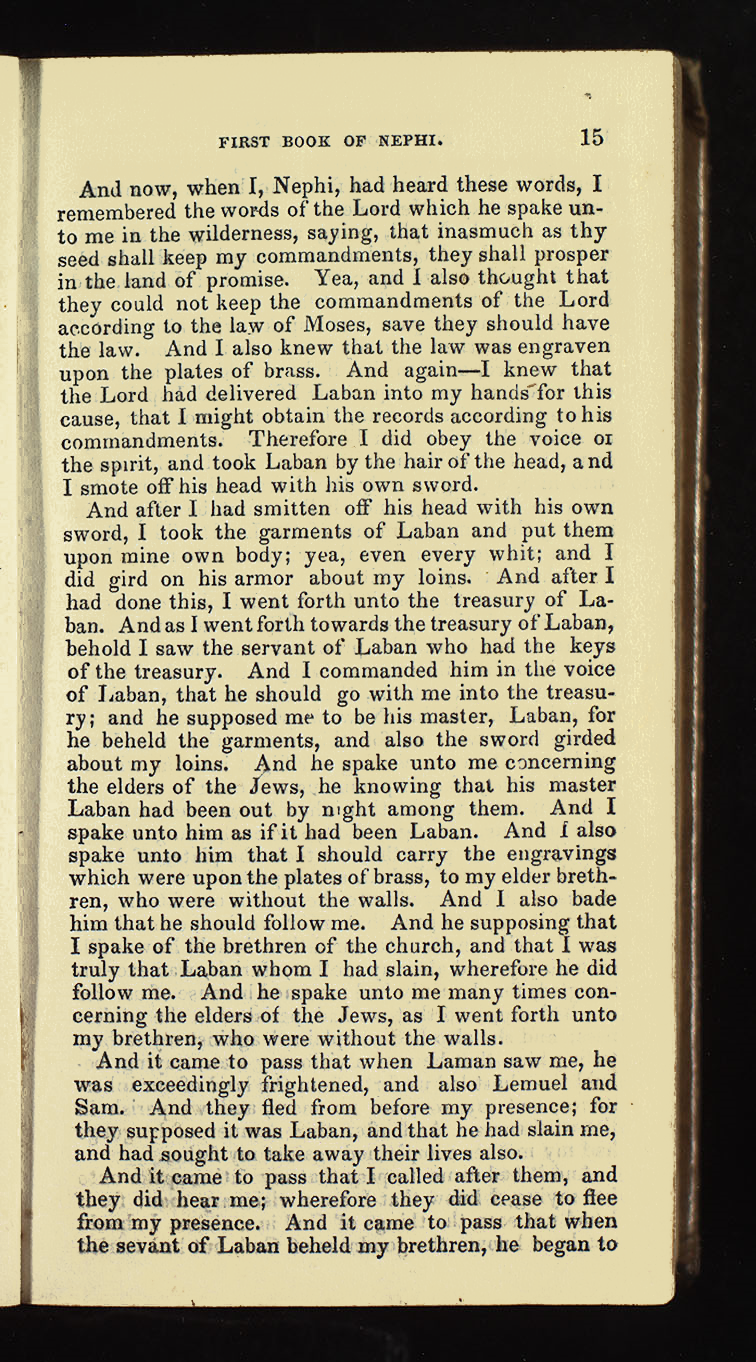 FIRST BOOK OF NEPHI. 15
And now, when I, Nephi, had heard these words, I
remembered the words of the Lord which he spake un-
to me in the wilderness, saying, that inasmuch as thy
seed shall keep my commandments, they shall prosper
in the land of promise. Yea, and I also thought that
they could not keep the commandments of the Lord
according to the law of Moses, save they should have
the law. And I also knew that the law was engraven
upon the plates of brass. And again—I knew that
the Lord had delivered Laban into my hands for this
cause, that I might obtain the records according to his
commandments. Therefore I did obey the voice or
the spirit, and took Laban by the hair of the head, and
I smote off his head with his own sword.
And after I had smitten off his head with his own
sword, I took the garments of Laban and put them
upon mine own body; yea, even every whit; and I
did gird on his armor about my loins. And after I
had done this, I went forth unto the treasury of La-
ban. And as I went forth towards the treasury of Laban,
behold I saw the servant of Laban who had the keys
of the treasury. And I commanded him in the voice
of Laban, that he should go with me into the treasu-
ry; and he supposed me to be his master, Laban, for
he beheld the garments, and also the sword girded
about my loins. And he spake unto me concerning
the elders of the Jews, he knowing that his master
Laban had been out by night among them. And I
spake unto him as if it had been Laban. And I also
spake unto him that I should carry the engravings
which were upon the plates of brass, to my elder breth-
ren, who were without the walls. And I also bade
him that he should follow me. And he supposing that
I spake of the brethren of the church, and that I was
truly that Laban whom I had slain, wherefore he did
follow me. And he spake unto me many times con-
cerning the elders of the Jews, as I went forth unto
my brethren, who were without the walls.
And it came to pass that when Laman saw me, he
was exceedingly frightened, and also Lemuel and
Sam. And they fled from before my presence; for
they supposed it was Laban, and that he had slain me,
and had sought to take away their lives also.
And it came to pass that I called after them, and
they did hear me; wherefore they did cease to flee
from my presence. And it came to pass that when
the sevant of Laban beheld my brethren, he began to